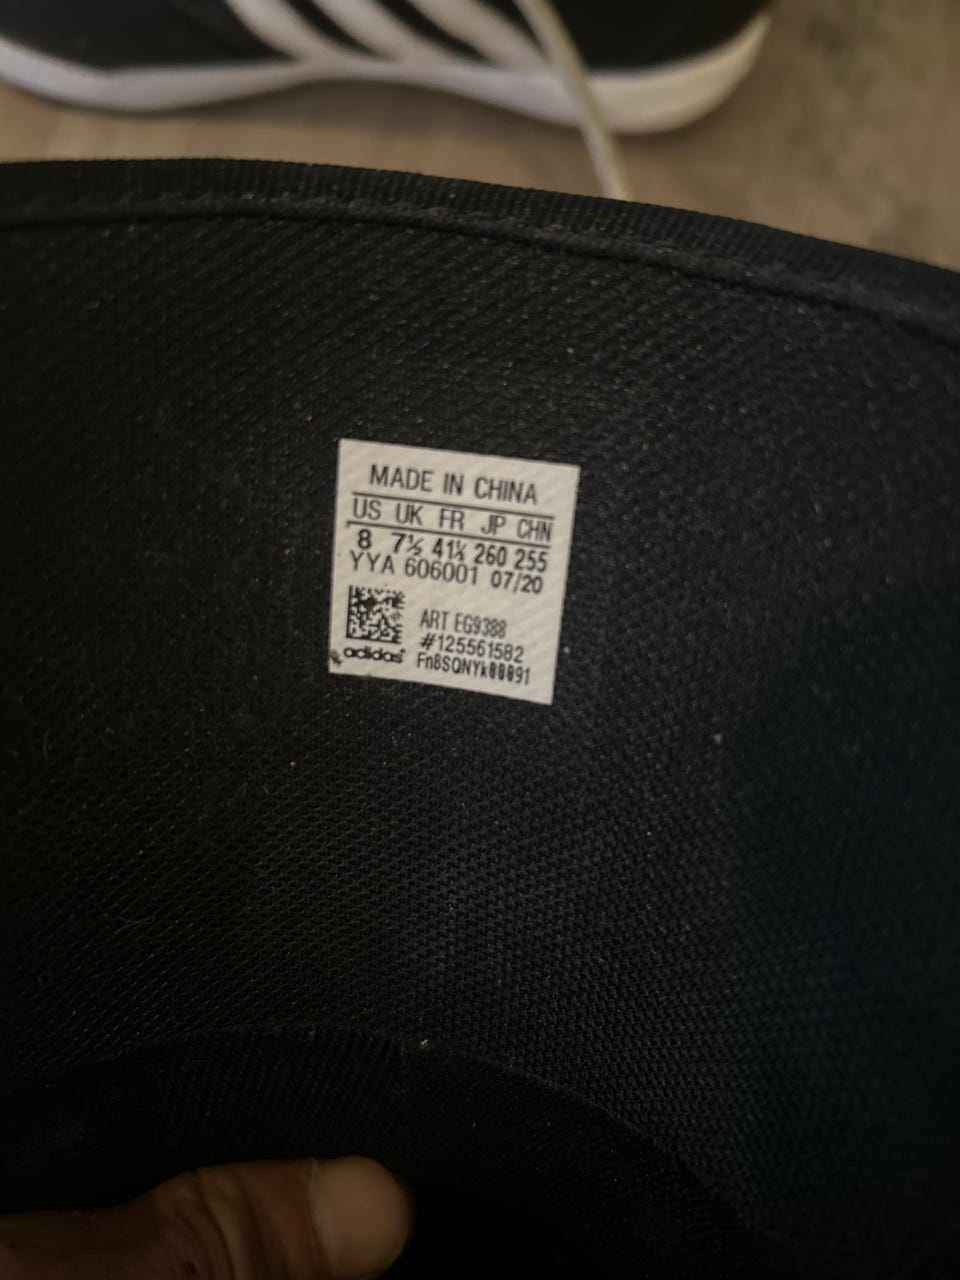 MADE IN CHINA
US UK FR JP CHN
8 7½ 41⅓ 260 255
YYA 606001 07/20
ART EG9388
#125561582
adidas